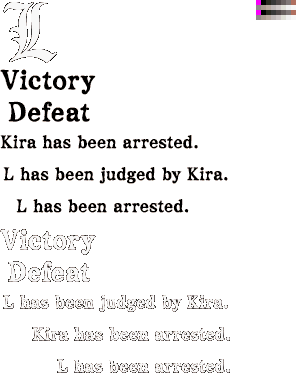 L
Victory
Defeat
Kira has been arrested.
L has been judged by Kira.
L has been arrested.
Victory
Defeat
L has been judged by Kira.
Kira has been arrested.
L has been arrested.